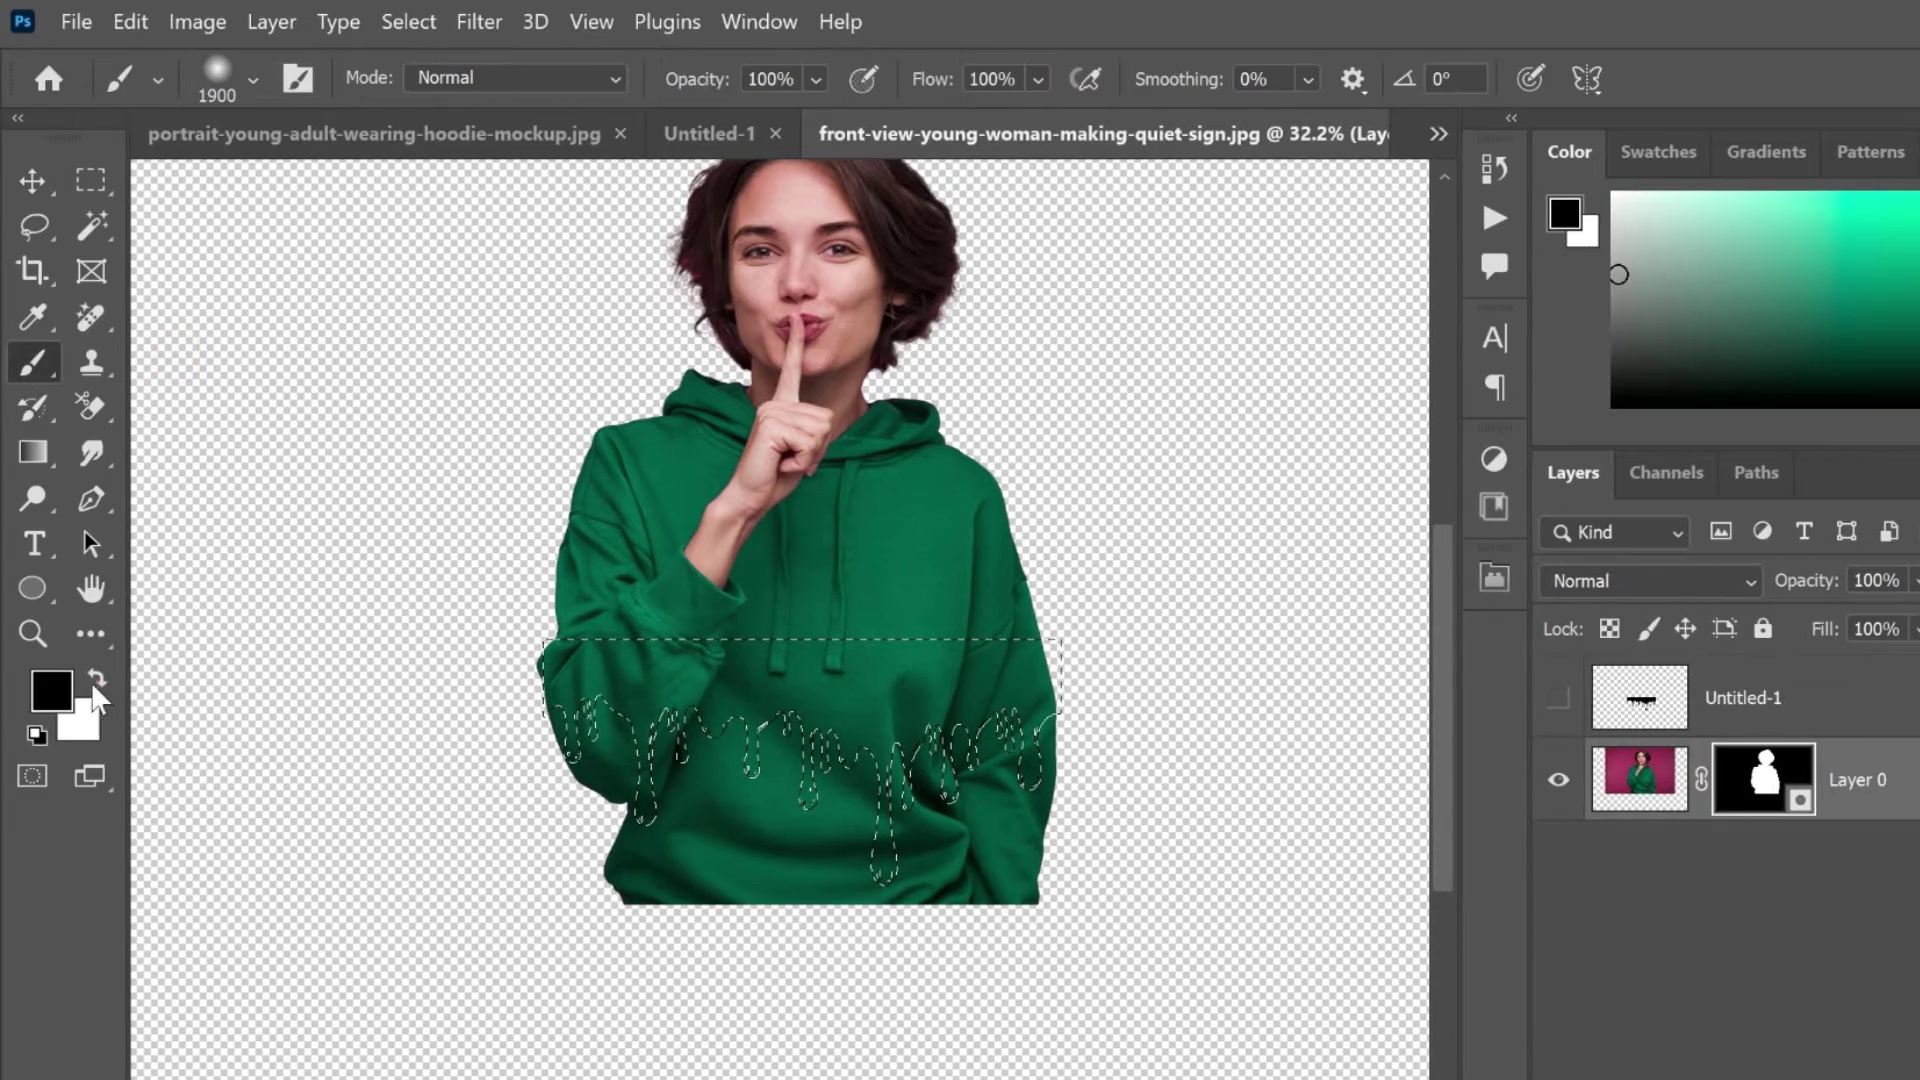 Ps File Edit Image Layer Type Select Filter 3D View Plugins Window Help
1900 Mode: Normal Opacity: 100% Flow: 100% Smoothing: 0% 0°
portrait-young-adult-wearing-hoodie-mockup.jpg × Untitled-1 × front-view-young-woman-making-quiet-sign.jpg @ 32.2% (Laye
Color Swatches Gradients Patterns
Layers Channels Paths
Kind
Normal Opacity: 100%
Lock: Fill: 100%
Untitled-1
Layer 0